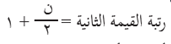 رتبة القيمة الثانية = ن/٢ + ١